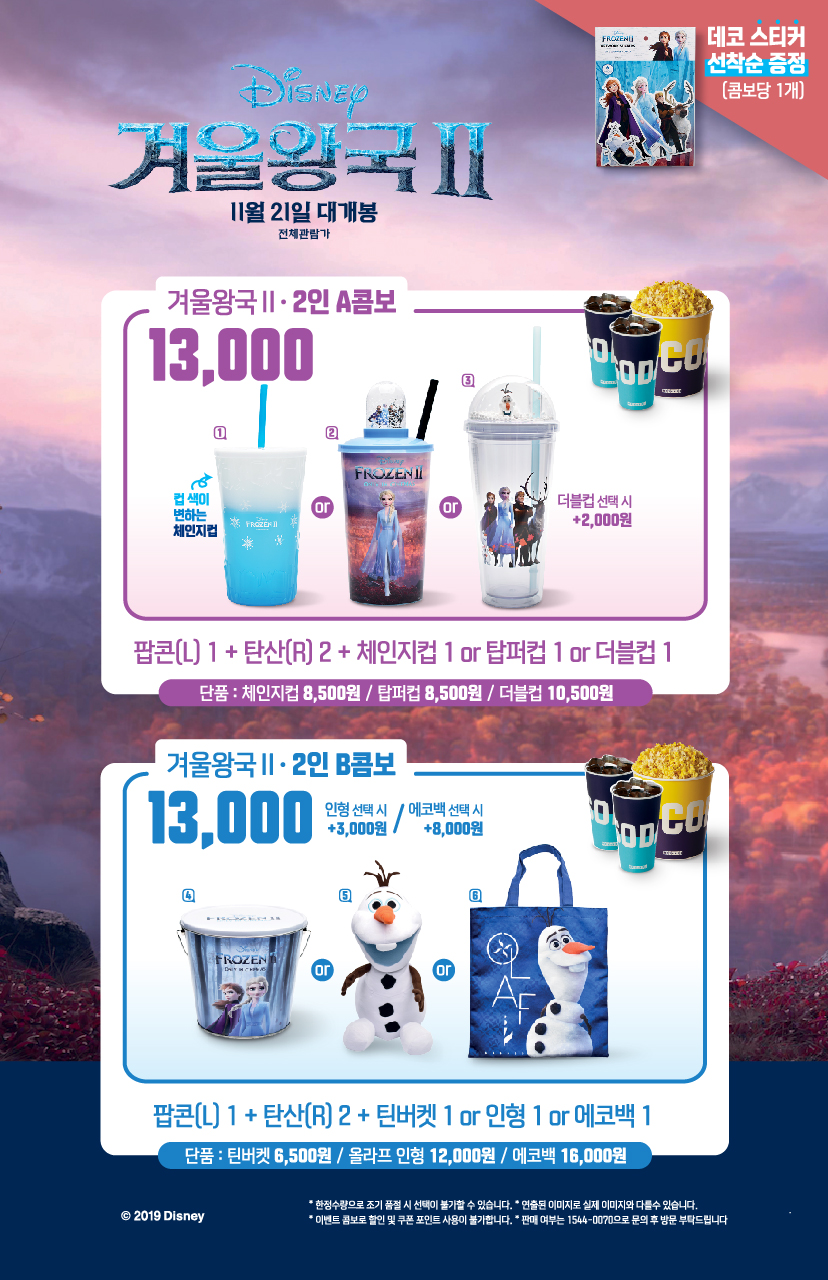 데코 스티커
선착순 증정
(콤보당 1개)
FROZEN II
DISNEY
겨울왕국 II
11월 21일 대개봉
전체관람가
겨울왕국 II · 2인 A콤보
13,000
1
2
3
컵 색이
변하는
체인지컵
FROZEN II
or
Disney
FROZEN II
or
더블컵 선택 시
+2,000원
팝콘(L) 1 + 탄산(R) 2 + 체인지컵 1 or 탑퍼컵 1 or 더블컵 1
단품 : 체인지컵 8,500원 / 탑퍼컵 8,500원 / 더블컵 10,500원
겨울왕국 II · 2인 B콤보
13,000
인형 선택 시
+3,000원
/
에코백 선택 시
+8,000원
4
5
6
FROZEN II
Disney
FROZEN II
or
or
OLAF
팝콘(L) 1 + 탄산(R) 2 + 틴버켓 1 or 인형 1 or 에코백 1
단품 : 틴버켓 6,500원 / 올라프 인형 12,000원 / 에코백 16,000원
© 2019 Disney
* 한정수량으로 조기 품절 시 선택이 불가할 수 있습니다. * 연출된 이미지로 실제 이미지와 다를수 있습니다.
* 이벤트 콤보로 할인 및 쿠폰 포인트 사용이 불가합니다. * 판매 여부는 1544-0070으로 문의 후 방문 부탁드립니다